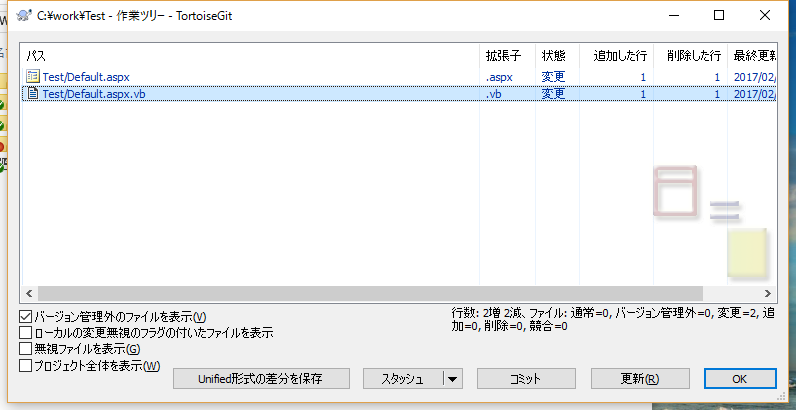 C:¥work¥Test - 作業ツリー - TortoiseGit
パス 拡張子 状態 追加した行 削除した行 最終更新
Test/Default.aspx .aspx 変更 1 1 2017/02/
Test/Default.aspx.vb .vb 変更 1 1 2017/02/
バージョン管理外のファイルを表示(V)
行数: 2増 2減、ファイル: 通常=0, バージョン管理外=0, 変更=2, 追
加=0, 削除=0, 競合=0
ローカルの変更無視のフラグの付いたファイルを表示
無視ファイルを表示(G)
プロジェクト全体を表示(W)
Unified形式の差分を保存 スタッシュ コミット 更新(R) OK